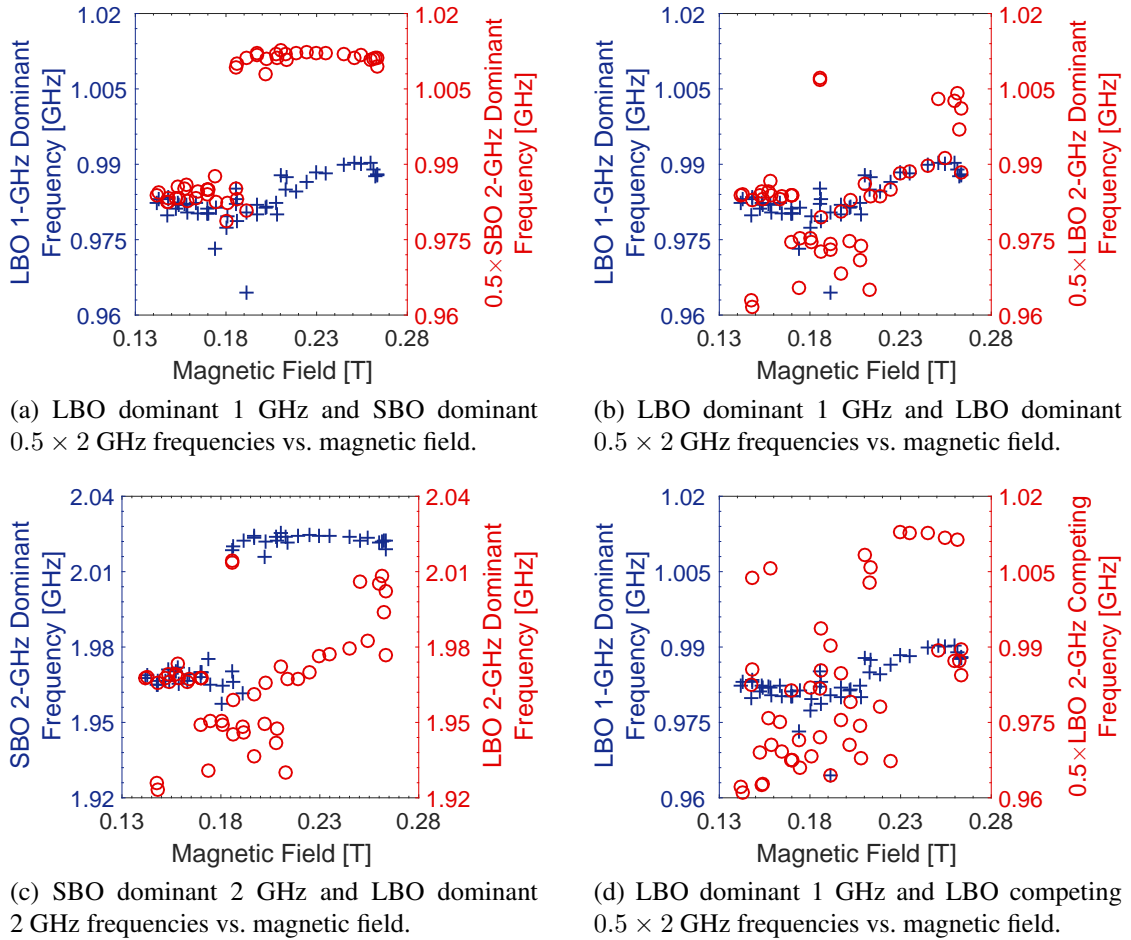 1.02
1.005
0.99
0.975
0.96
LBO 1-GHz Dominant
Frequency [GHz]
1.02
1.005
0.99
0.975
0.96
0.5×SBO 2-GHz Dominant
Frequency [GHz]
0.13 0.18 0.23 0.28
Magnetic Field [T]
(a) LBO dominant 1 GHz and SBO dominant
0.5 × 2 GHz frequencies vs. magnetic field.
1.02
1.005
0.99
0.975
0.96
LBO 1-GHz Dominant
Frequency [GHz]
1.02
1.005
0.99
0.975
0.96
0.5×LBO 2-GHz Dominant
Frequency [GHz]
0.13 0.18 0.23 0.28
Magnetic Field [T]
(b) LBO dominant 1 GHz and LBO dominant
0.5 × 2 GHz frequencies vs. magnetic field.
2.04
2.01
1.98
1.95
1.92
SBO 2-GHz Dominant
Frequency [GHz]
2.04
2.01
1.98
1.95
1.92
LBO 2-GHz Dominant
Frequency [GHz]
0.13 0.18 0.23 0.28
Magnetic Field [T]
(c) SBO dominant 2 GHz and LBO dominant
2 GHz frequencies vs. magnetic field.
1.02
1.005
0.99
0.975
0.96
LBO 1-GHz Dominant
Frequency [GHz]
1.02
1.005
0.99
0.975
0.96
0.5×LBO 2-GHz Competing
Frequency [GHz]
0.13 0.18 0.23 0.28
Magnetic Field [T]
(d) LBO dominant 1 GHz and LBO competing
0.5 × 2 GHz frequencies vs. magnetic field.